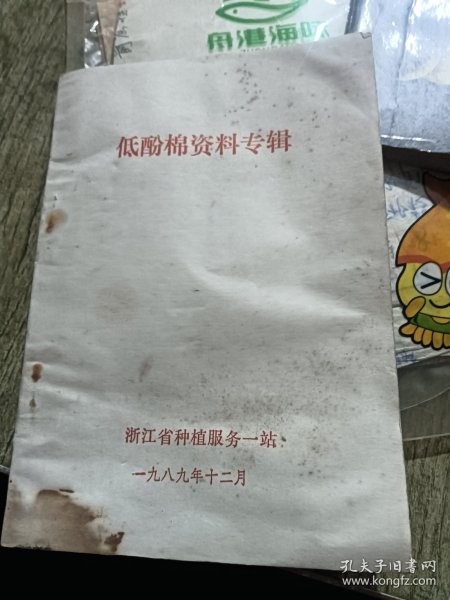 角港海味
低酚棉资料专辑
浙江省种植服务一站
一九八九年十二月
孔夫子旧书网
www.kongfz.com